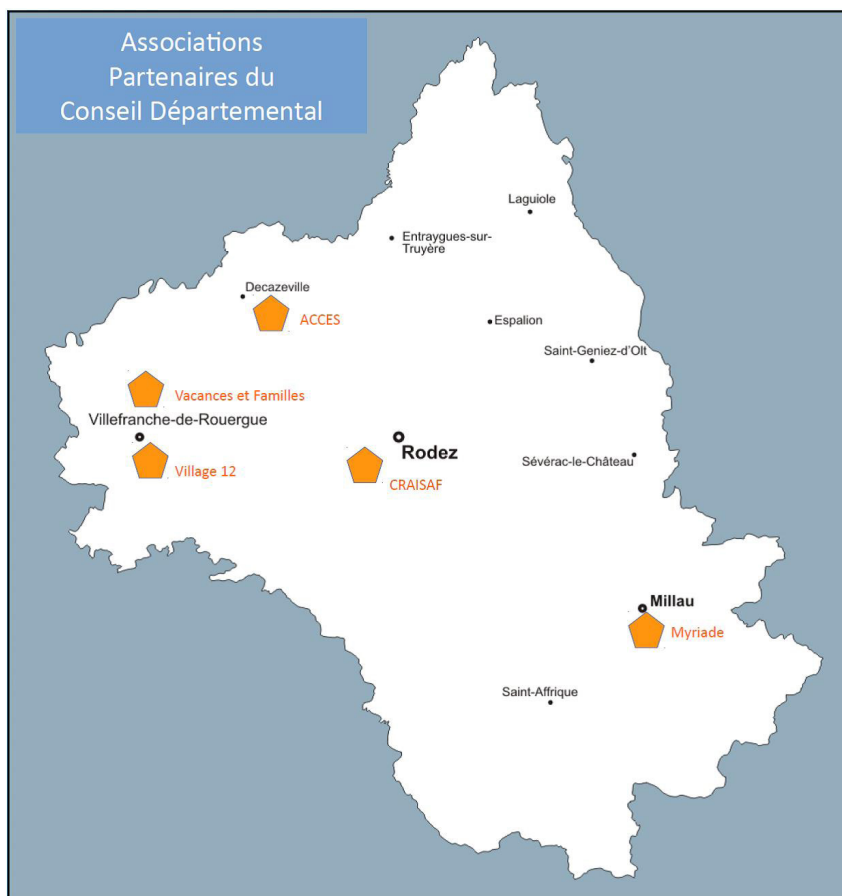 Associations
Partenaires du
Conseil Départemental
Laguiole
Entraygues-sur-
Truyère
Decazeville
ACCES
Espalion
Saint-Geniez-d'Olt
Vacances et Familles
Villefranche-de-Rouergue
Rodez
Village 12
Sévérac-le-Château
CRAISAF
Millau
Myriade
Saint-Affrique